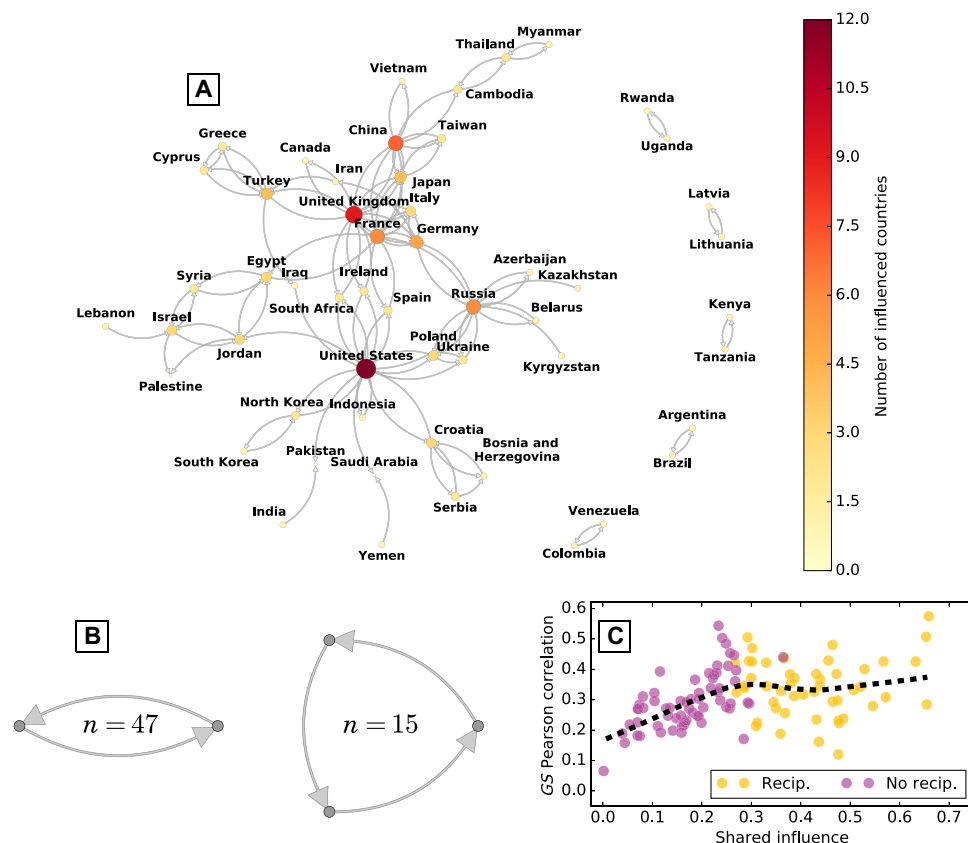 A
Myanmar
Thailand
Vietnam
Cambodia
Rwanda
China
Taiwan
Greece
Uganda
Canada
Cyprus
Iran
Turkey
Japan
Latvia
United Kingdom
Italy
France
Germany
Lithuania
Egypt
Azerbaijan
Syria
Iraq
Ireland
Kazakhstan
South Africa
Spain
Russia
Lebanon
Israel
Belarus
Kenya
Poland
Jordan
United States
Ukraine
Tanzania
Palestine
Kyrgyzstan
North Korea
Indonesia
Argentina
Croatia
Bosnia and
Herzegovina
South Korea
Pakistan
Saudi Arabia
Brazil
Serbia
India
Venezuela
Yemen
Colombia
12.0
10.5
9.0
7.5
6.0
4.5
3.0
1.5
0.0
Number of influenced countries
B
n = 47
n = 15
C
GS Pearson correlation
0.6
0.5
0.4
0.3
0.2
0.1
0.0
Recip.
No recip.
0.0 0.1 0.2 0.3 0.4 0.5 0.6 0.7
Shared influence